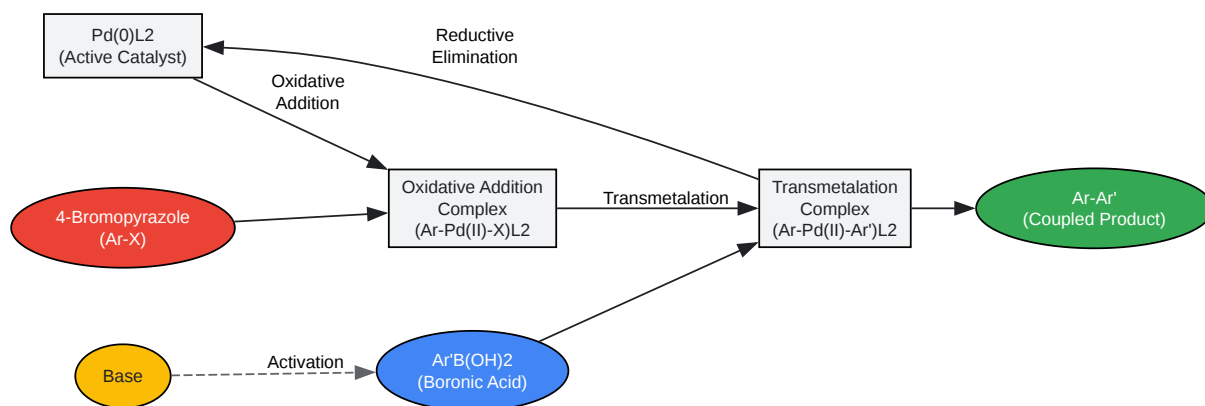 Pd(0)L2
(Active Catalyst)
Reductive
Elimination
Oxidative
Addition
4-Bromopyrazole
(Ar-X)
Oxidative Addition
Complex
(Ar-Pd(II)-X)L2
Transmetalation
Transmetalation
Complex
(Ar-Pd(II)-Ar')L2
Ar-Ar'
(Coupled Product)
Base
Activation
Ar'B(OH)2
(Boronic Acid)